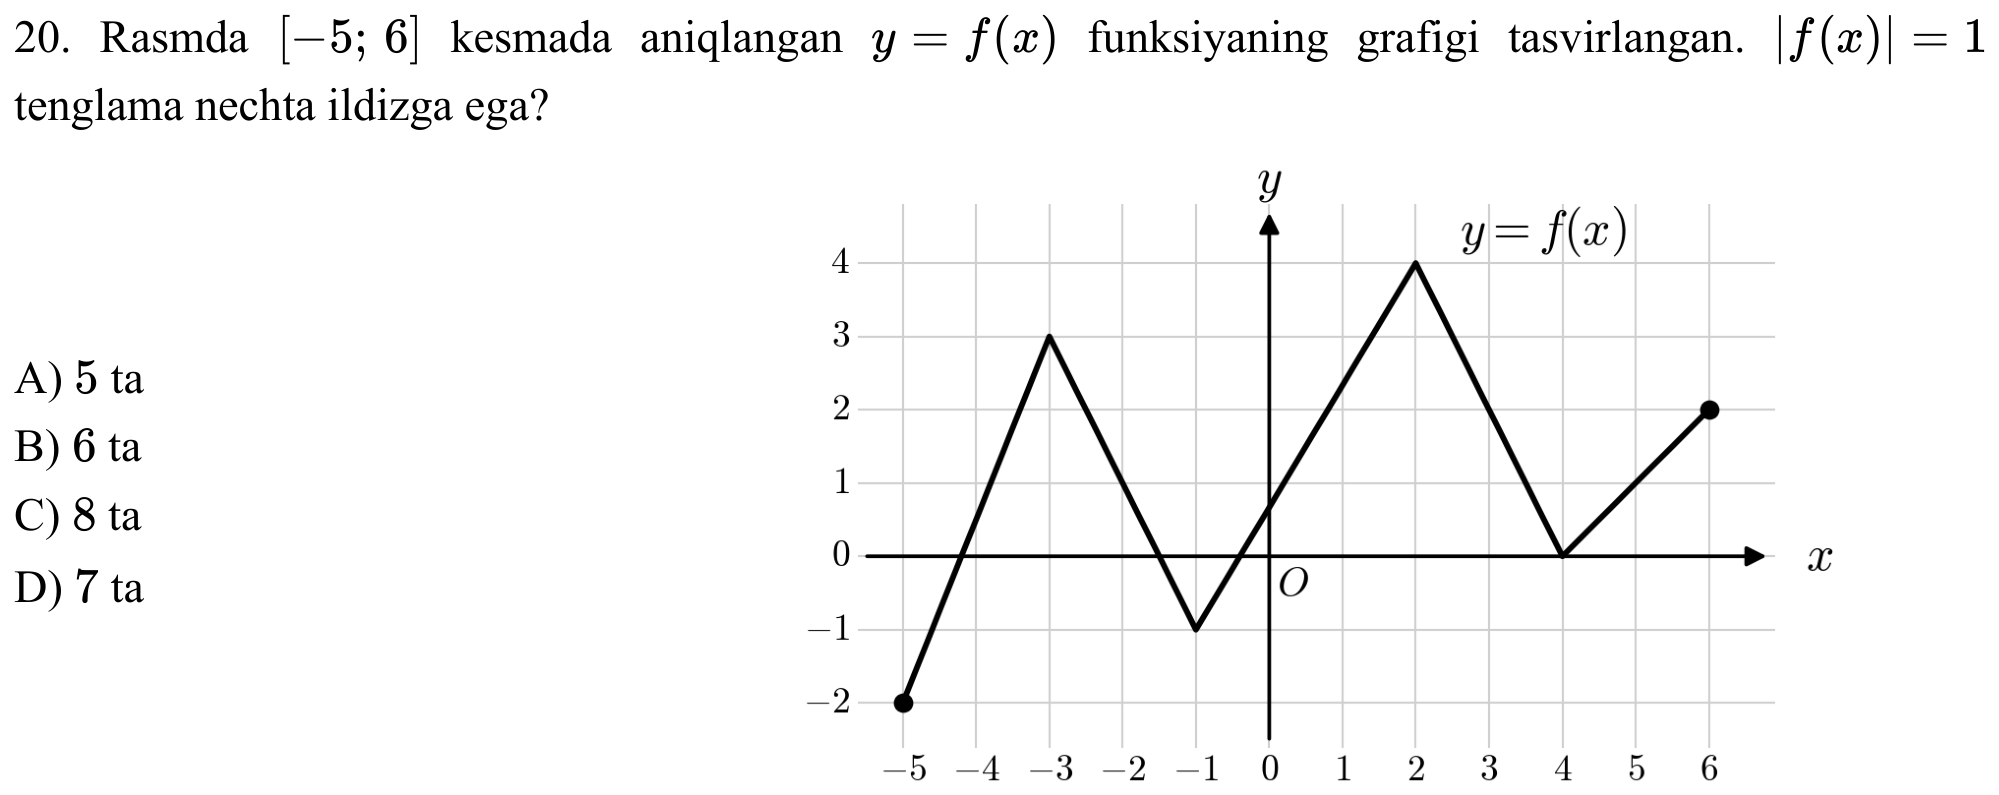 20. Rasmda [−5; 6] kesmada aniqlangan y = f(x) funksiyaning grafigi tasvirlangan. |f(x)| = 1
tenglama nechta ildizga ega?
A) 5 ta
B) 6 ta
C) 8 ta
D) 7 ta
y
y = f(x)
4
3
2
1
0
−1
−2
O
x
−5 −4 −3 −2 −1 0 1 2 3 4 5 6